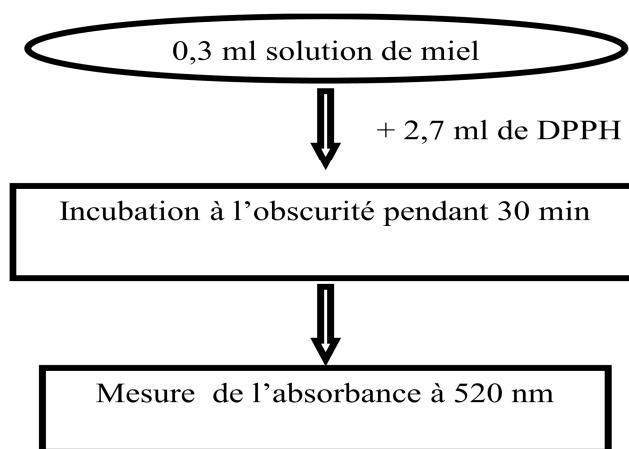 0,3 ml solution de miel
+ 2,7 ml de DPPH
Incubation à l’obscurité pendant 30 min
Mesure de l’absorbance à 520 nm